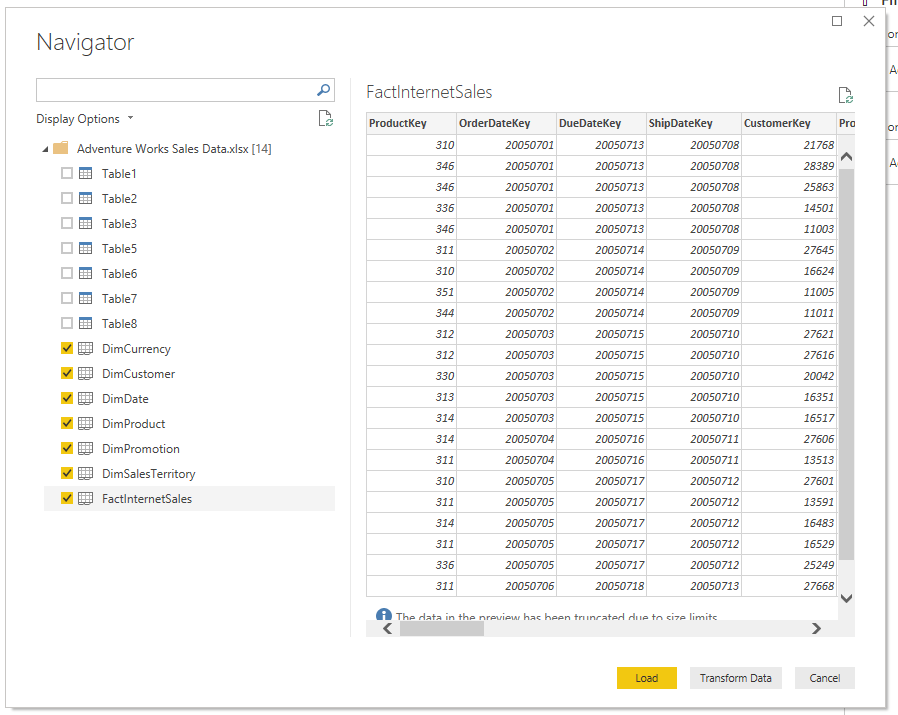 Navigator
Display Options
Adventure Works Sales Data.xlsx [14]
Table1
Table2
Table3
Table5
Table6
Table7
Table8
DimCurrency
DimCustomer
DimDate
DimProduct
DimPromotion
DimSalesTerritory
FactInternetSales
FactInternetSales
ProductKey OrderDateKey DueDateKey ShipDateKey CustomerKey Pro
310 20050701 20050713 20050708 21768
346 20050701 20050713 20050708 28389
346 20050701 20050713 20050708 25863
336 20050701 20050713 20050708 14501
346 20050701 20050713 20050708 11003
311 20050702 20050714 20050709 27645
310 20050702 20050714 20050709 16624
351 20050702 20050714 20050709 11005
344 20050702 20050714 20050709 11011
312 20050703 20050715 20050710 27621
312 20050703 20050715 20050710 27616
330 20050703 20050715 20050710 20042
313 20050703 20050715 20050710 16351
314 20050703 20050715 20050710 16517
314 20050704 20050716 20050711 27606
311 20050704 20050716 20050711 13513
310 20050705 20050717 20050712 27601
311 20050705 20050717 20050712 13591
314 20050705 20050717 20050712 16483
311 20050705 20050717 20050712 16529
336 20050705 20050717 20050712 25249
311 20050706 20050718 20050713 27668
The data in the preview has been truncated due to size limits.
Load
Transform Data
Cancel